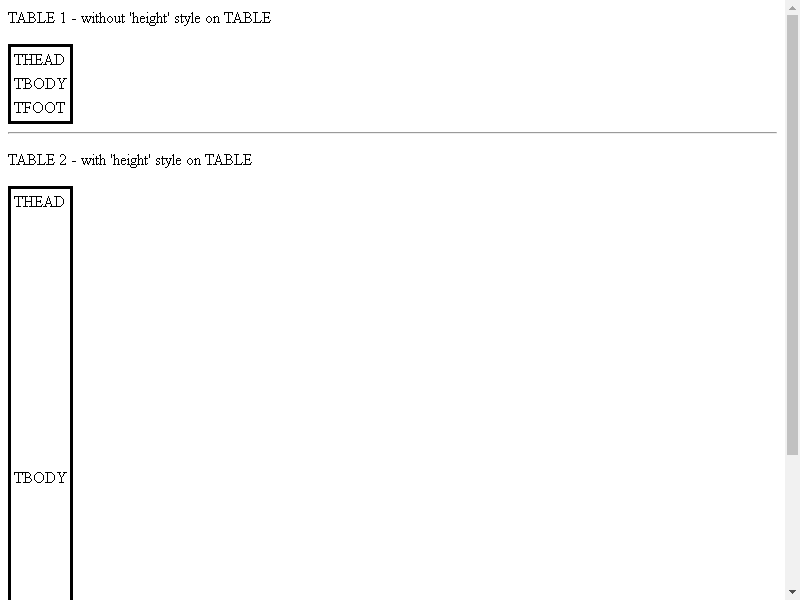 TABLE 1 - without 'height' style on TABLE
THEAD
TBODY
TFOOT
TABLE 2 - with 'height' style on TABLE
THEAD
TBODY